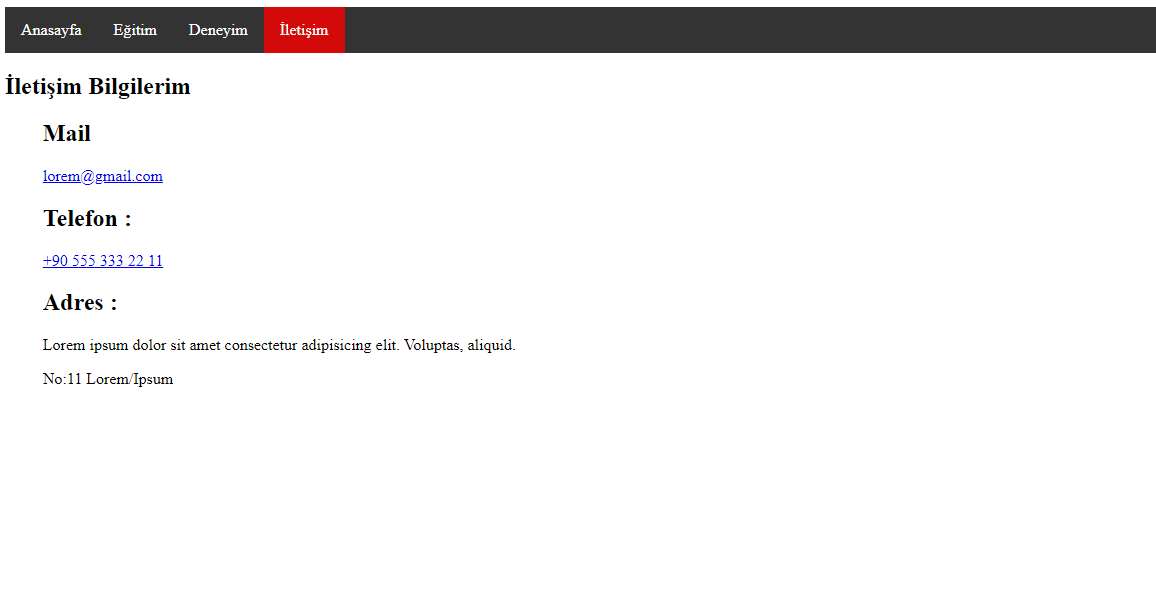 Anasayfa Eğitim Deneyim İletişim
İletişim Bilgilerim
Mail
lorem@gmail.com
Telefon :
+90 555 333 22 11
Adres :
Lorem ipsum dolor sit amet consectetur adipisicing elit. Voluptas, aliquid.
No:11 Lorem/Ipsum